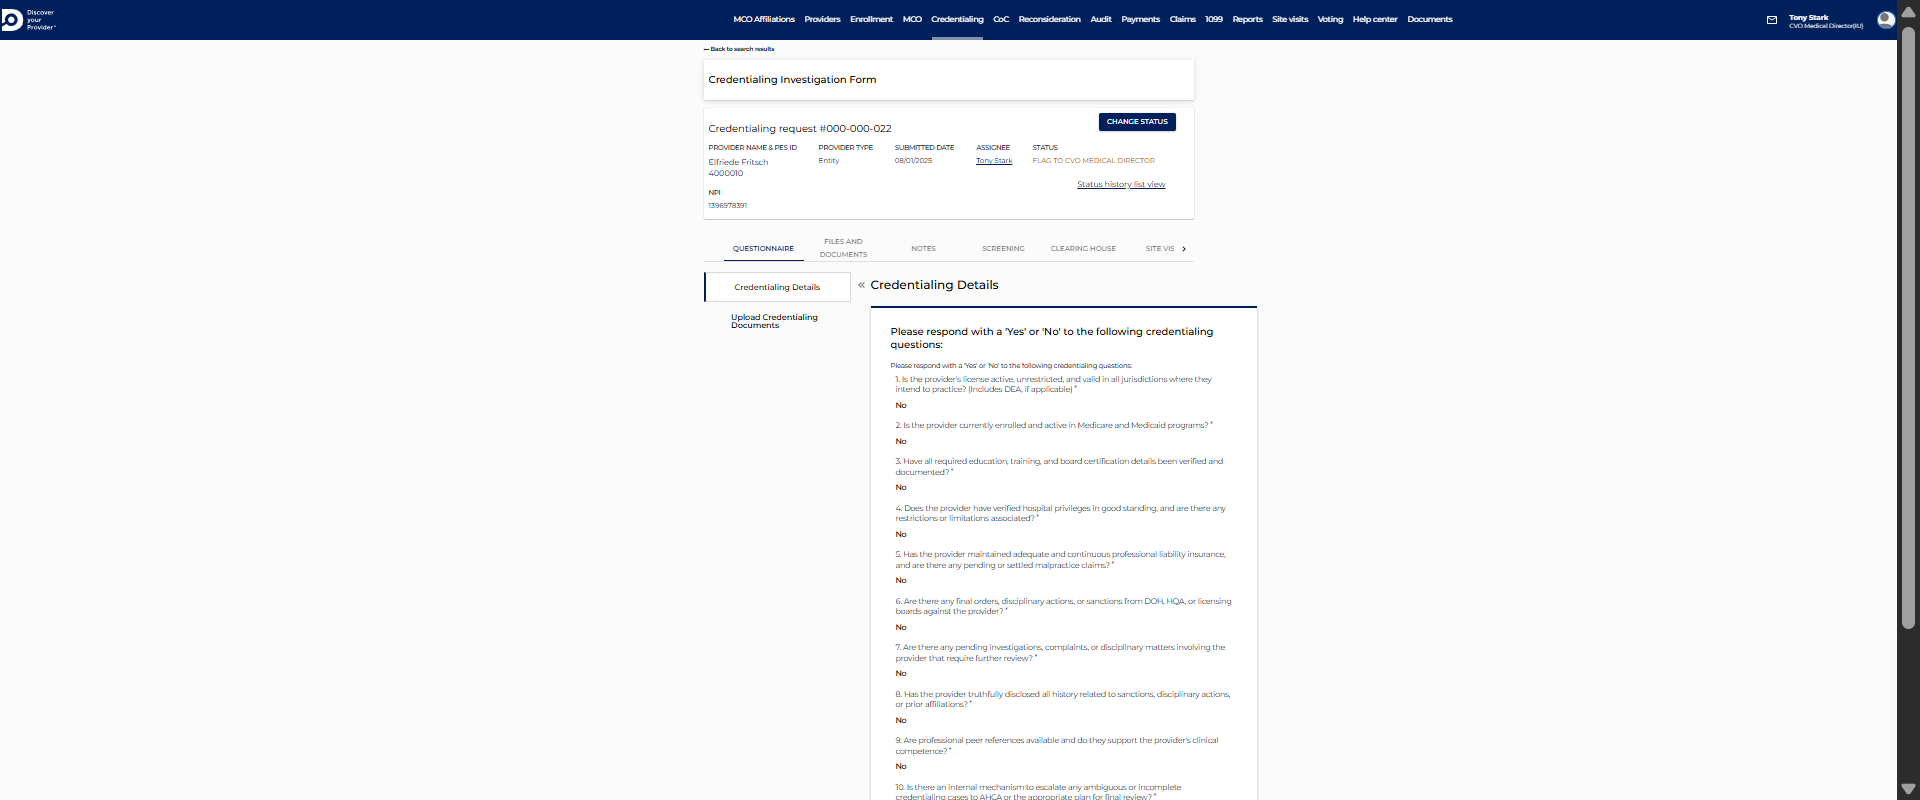 Discover
your
Provider
MCO Affiliations Providers Enrollment MCO Credentialing CoC Reconsideration Audit Payments Claims 1099 Reports Site visits Voting Help center Documents
Tony Stark
CVO Medical Director(IU)
Back to search results
Credentialing Investigation Form
Credentialing request #000-000-022
CHANGE STATUS
PROVIDER NAME & PES ID PROVIDER TYPE SUBMITTED DATE ASSIGNEE STATUS
Elfriede Fritsch Entity 08/01/2025 Tony Stark FLAG TO CVO MEDICAL DIRECTOR
4000010
Status history list view
NPI
1396978391
QUESTIONNAIRE FILES AND DOCUMENTS NOTES SCREENING CLEARING HOUSE SITE VIS
Credentialing Details
Upload Credentialing
Documents
« Credentialing Details
Please respond with a 'Yes' or 'No' to the following credentialing
questions:
Please respond with a 'Yes' or 'No' to the following credentialing questions:
1. Is the provider's license active, unrestricted, and valid in all jurisdictions where they
intend to practice? (Includes DEA, if applicable) *
No
2. Is the provider currently enrolled and active in Medicare and Medicaid programs? *
No
3. Have all required education, training, and board certification details been verified and
documented? *
No
4. Does the provider have verified hospital privileges in good standing, and are there any
restrictions or limitations associated? *
No
5. Has the provider maintained adequate and continuous professional liability insurance,
and are there any pending or settled malpractice claims? *
No
6. Are there any final orders, disciplinary actions, or sanctions from DOH, HQA, or licensing
boards against the provider? *
No
7. Are there any pending investigations, complaints, or disciplinary matters involving the
provider that require further review? *
No
8. Has the provider truthfully disclosed all history related to sanctions, disciplinary actions,
or prior affiliations? *
No
9. Are professional peer references available and do they support the provider's clinical
competence? *
No
10. Is there an internal mechanism to escalate any ambiguous or incomplete
credentialing cases to AHCA or the appropriate plan for final review? *